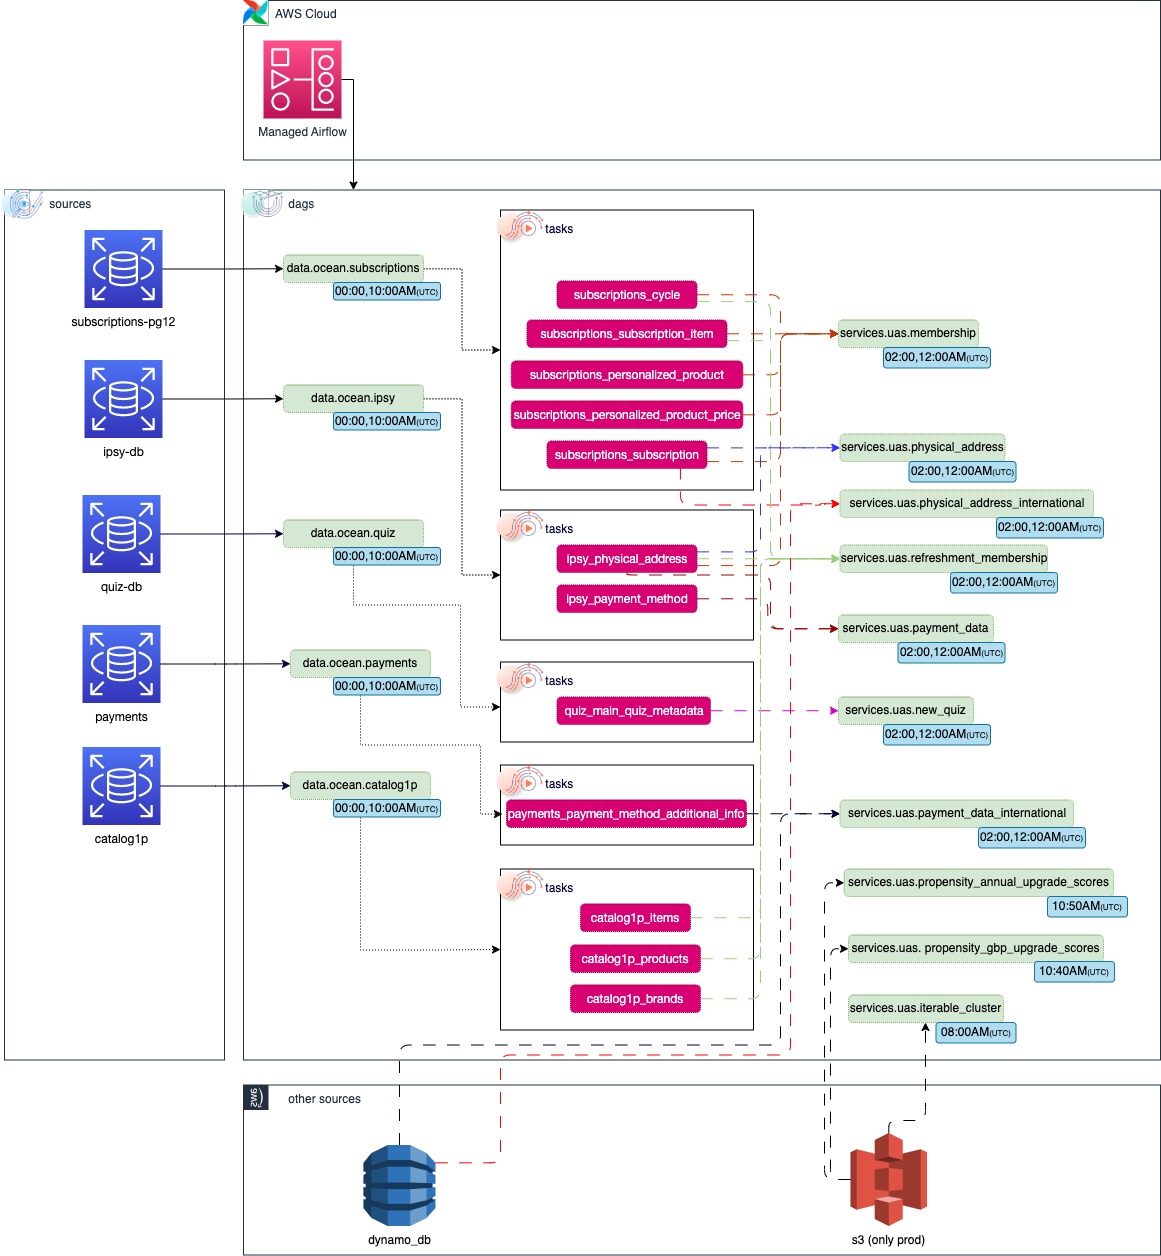 AWS Cloud
Managed Airflow
sources
subscriptions-pg12
ipsy-db
quiz-db
payments
catalog1p
dags
data.ocean.subscriptions
00:00,10:00AM(UTC)
data.ocean.ipsy
00:00,10:00AM(UTC)
data.ocean.quiz
00:00,10:00AM(UTC)
data.ocean.payments
00:00,10:00AM(UTC)
data.ocean.catalog1p
00:00,10:00AM(UTC)
tasks
subscriptions_cycle
subscriptions_subscription_item
subscriptions_personalized_product
subscriptions_personalized_product_price
subscriptions_subscription
tasks
ipsy_physical_address
ipsy_payment_method
tasks
quiz_main_quiz_metadata
tasks
payments_payment_method_additional_info
tasks
catalog1p_items
catalog1p_products
catalog1p_brands
services.uas.membership
02:00,12:00AM(UTC)
services.uas.physical_address
02:00,12:00AM(UTC)
services.uas.physical_address_international
02:00,12:00AM(UTC)
services.uas.refreshment_membership
02:00,12:00AM(UTC)
services.uas.payment_data
02:00,12:00AM(UTC)
services.uas.new_quiz
02:00,12:00AM(UTC)
services.uas.payment_data_international
02:00,12:00AM(UTC)
services.uas.propensity_annual_upgrade_scores
10:50AM(UTC)
services.uas. propensity_gbp_upgrade_scores
10:40AM(UTC)
services.uas.iterable_cluster
08:00AM(UTC)
aws
other sources
dynamo_db
s3 (only prod)